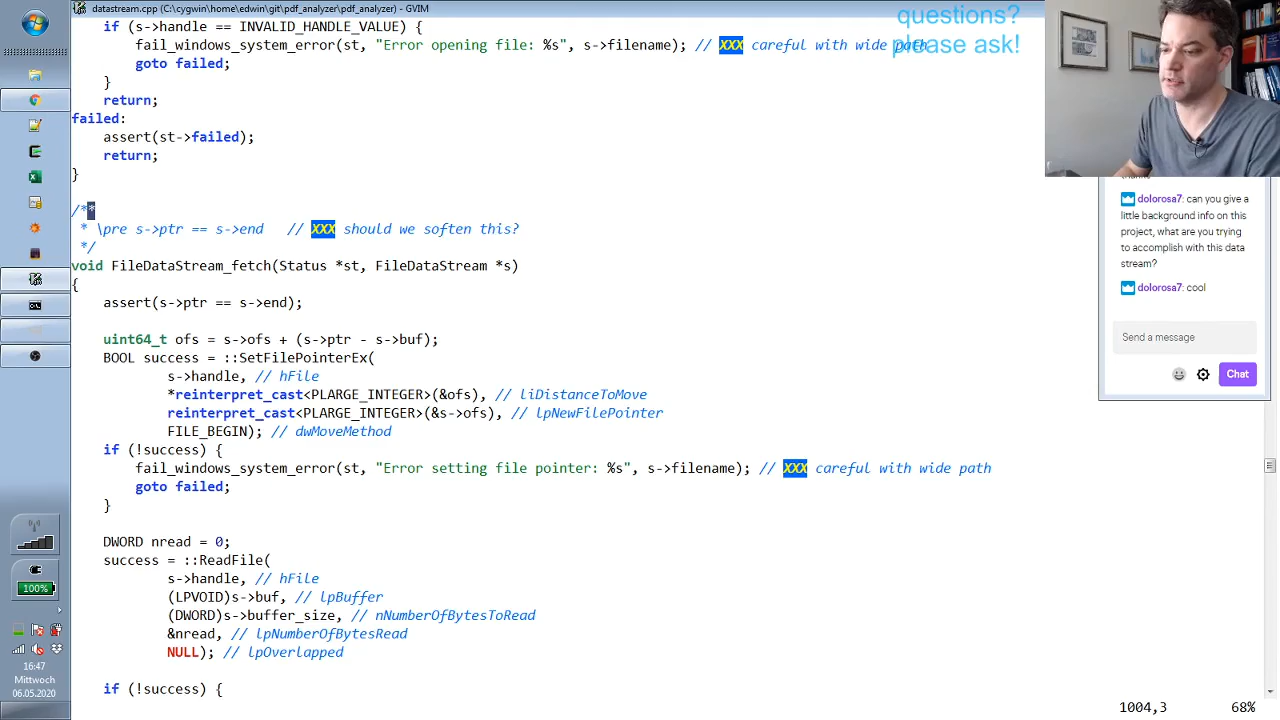 datastream.cpp (C:\cygwin\home\edwin\git\pdf_analyzer\pdf_analyzer) - GVIM
if (s->handle == INVALID_HANDLE_VALUE) {
fail_windows_system_error(st, "Error opening file: %s", s->filename); // XXX careful with wide path
goto failed;
}
return;
failed:
assert(st->failed);
return;
}
/**
* \pre s->ptr == s->end // XXX should we soften this?
*/
void FileDataStream_fetch(Status *st, FileDataStream *s)
{
assert(s->ptr == s->end);
uint64_t ofs = s->ofs + (s->ptr - s->buf);
BOOL success = ::SetFilePointerEx(
s->handle, // hFile
*reinterpret_cast<PLARGE_INTEGER>(&ofs), // liDistanceToMove
reinterpret_cast<PLARGE_INTEGER>(&s->ofs), // lpNewFilePointer
FILE_BEGIN); // dwMoveMethod
if (!success) {
fail_windows_system_error(st, "Error setting file pointer: %s", s->filename); // XXX careful with wide path
goto failed;
}
DWORD nread = 0;
success = ::ReadFile(
s->handle, // hFile
(LPVOID)s->buf, // lpBuffer
(DWORD)s->buffer_size, // nNumberOfBytesToRead
&nread, // lpNumberOfBytesRead
NULL); // lpOverlapped
if (!success) {
1004,3 68%
questions?
please ask!
dolorosa7: can you give a
little background info on this
project, what are you trying
to accomplish with this data
stream?
dolorosa7: cool
Send a message
Chat
100%
16:47
Mittwoch
06.05.2020